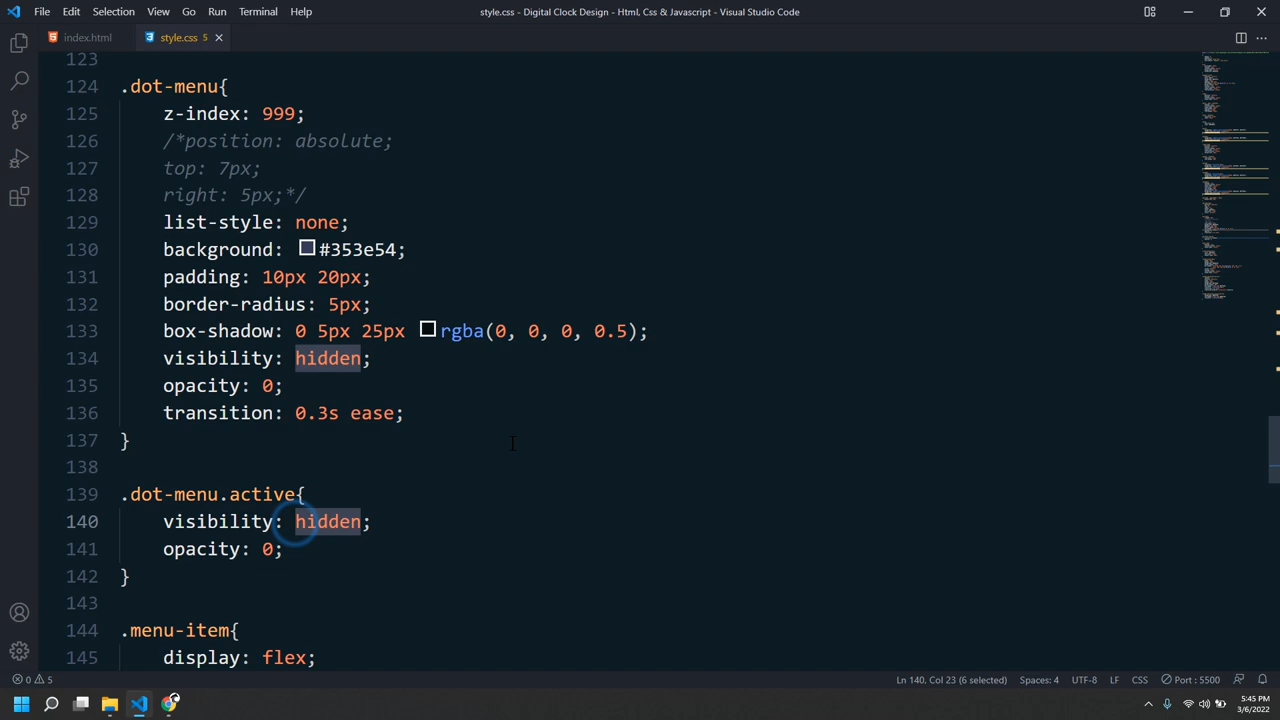 File Edit Selection View Go Run Terminal Help style.css - Digital Clock Design - Html, Css & Javascript - Visual Studio Code
index.html style.css 5
123
124 .dot-menu{
125 z-index: 999;
126 /*position: absolute;
127 top: 7px;
128 right: 5px;*/
129 list-style: none;
130 background: #353e54;
131 padding: 10px 20px;
132 border-radius: 5px;
133 box-shadow: 0 5px 25px rgba(0, 0, 0, 0.5);
134 visibility: hidden;
135 opacity: 0;
136 transition: 0.3s ease;
137 }
138
139 .dot-menu.active{
140 visibility: hidden;
141 opacity: 0;
142 }
143
144 .menu-item{
145 display: flex;
0 5 Ln 140, Col 23 (6 selected) Spaces: 4 UTF-8 LF CSS Port : 5500
5:45 PM
3/6/2022